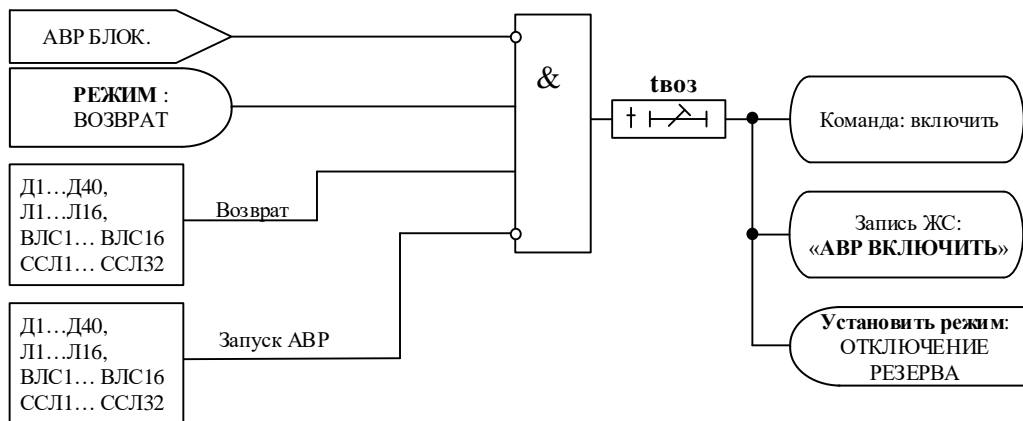 АВР БЛОК.
РЕЖИМ :
ВОЗВРАТ
Д1…Д40,
Л1…Л16,
ВЛС1… ВЛС16
ССЛ1… ССЛ32
Возврат
Д1…Д40,
Л1…Л16,
ВЛС1… ВЛС16
ССЛ1… ССЛ32
Запуск АВР
&
tвоз
Команда: включить
Запись ЖС:
«АВР ВКЛЮЧИТЬ»
Установить режим:
ОТКЛЮЧЕНИЕ
РЕЗЕРВА